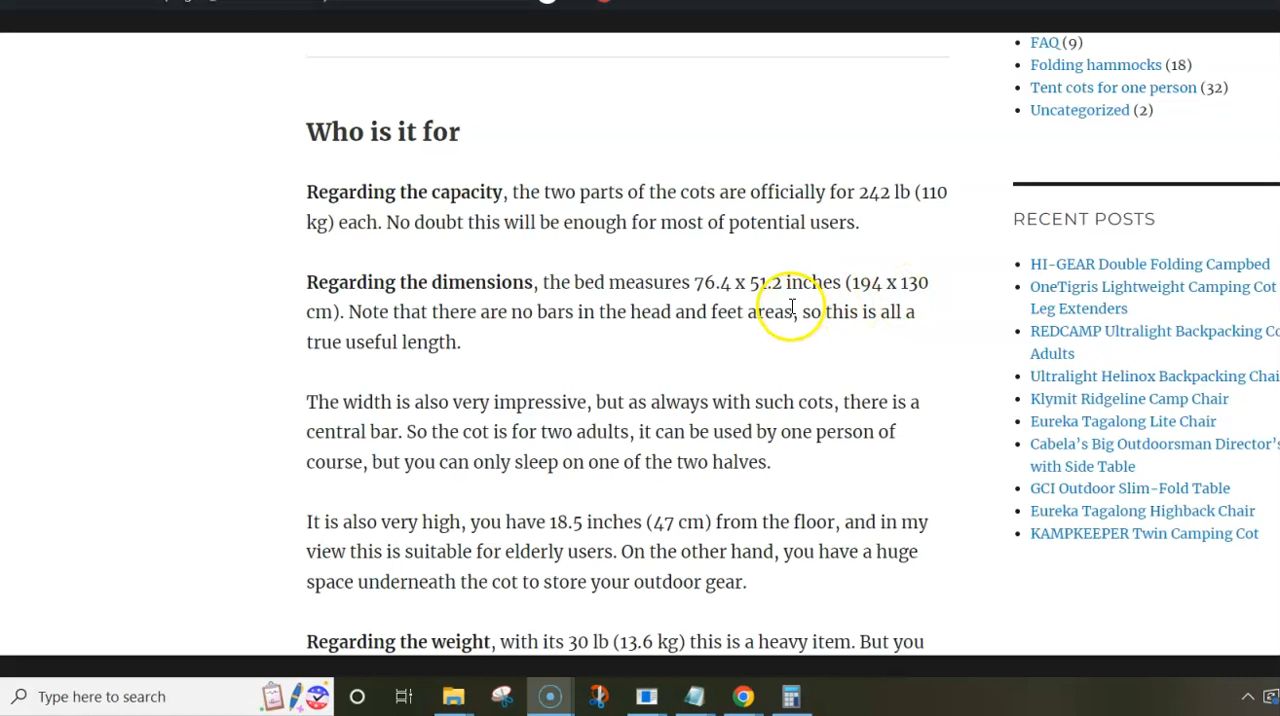 Who is it for
Regarding the capacity, the two parts of the cots are officially for 242 lb (110
kg) each. No doubt this will be enough for most of potential users.
Regarding the dimensions, the bed measures 76.4 x 51.2 inches (194 x 130
cm). Note that there are no bars in the head and feet areas, so this is all a
true useful length.
The width is also very impressive, but as always with such cots, there is a
central bar. So the cot is for two adults, it can be used by one person of
course, but you can only sleep on one of the two halves.
It is also very high, you have 18.5 inches (47 cm) from the floor, and in my
view this is suitable for elderly users. On the other hand, you have a huge
space underneath the cot to store your outdoor gear.
Regarding the weight, with its 30 lb (13.6 kg) this is a heavy item. But you
FAQ (9)
Folding hammocks (18)
Tent cots for one person (32)
Uncategorized (2)
RECENT POSTS
HI-GEAR Double Folding Campbed
OneTigris Lightweight Camping Cot
Leg Extenders
REDCAMP Ultralight Backpacking Co
Adults
Ultralight Helinox Backpacking Chai
Klymit Ridgeline Camp Chair
Eureka Tagalong Lite Chair
Cabela's Big Outdoorsman Director's
with Side Table
GCI Outdoor Slim-Fold Table
Eureka Tagalong Highback Chair
KAMPKEEPER Twin Camping Cot
Type here to search